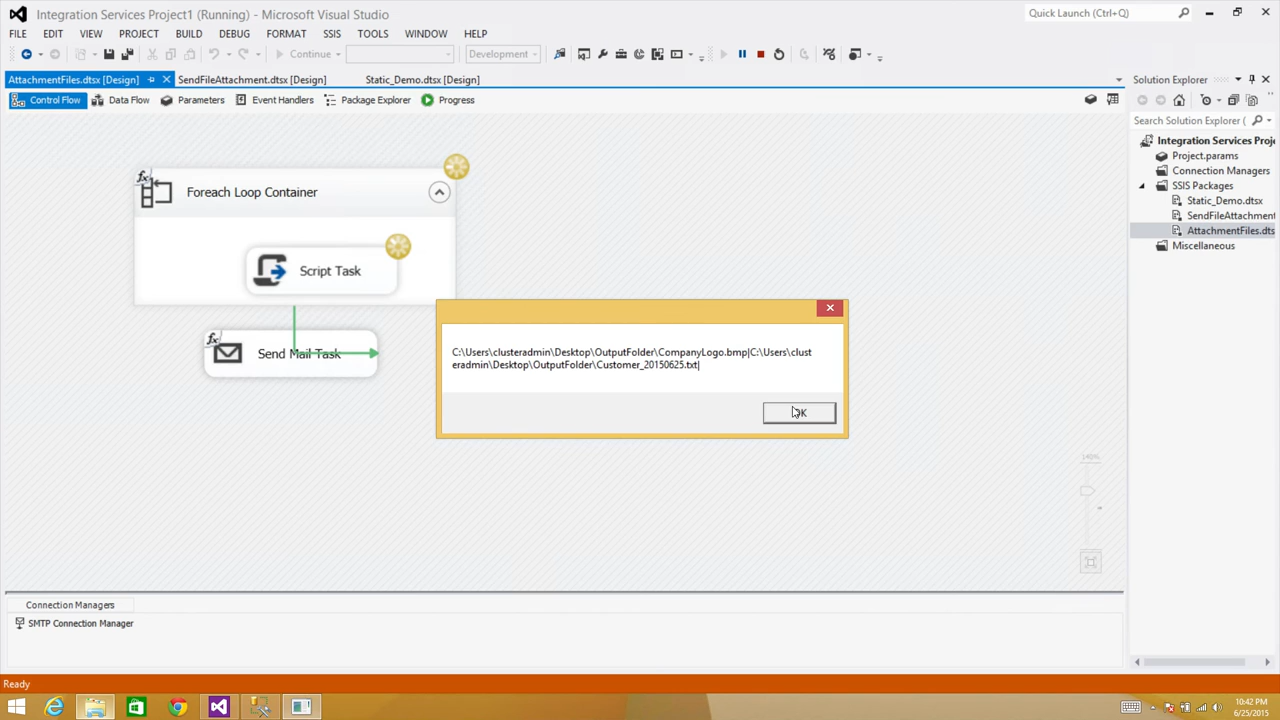 Integration Services Project1 (Running) - Microsoft Visual Studio
Quick Launch (Ctrl+Q)
FILE EDIT VIEW PROJECT BUILD DEBUG FORMAT SSIS TOOLS WINDOW HELP
Continue Development
AttachmentFiles.dtsx [Design] SendFileAttachment.dtsx [Design] Static_Demo.dtsx [Design]
Solution Explorer
Control Flow Data Flow Parameters Event Handlers Package Explorer Progress
Search Solution Explorer (
Integration Services Proj
Project.params
Connection Managers
SSIS Packages
Static_Demo.dtsx
SendFileAttachment
AttachmentFiles.dts
Miscellaneous
fx
Foreach Loop Container
Script Task
fx
Send Mail Task
C:\Users\clusteradmin\Desktop\OutputFolder\CompanyLogo.bmp|C:\Users\clust
eradmin\Desktop\OutputFolder\Customer_20150625.txt|
OK
140%
Connection Managers
SMTP Connection Manager
Ready
10:42 PM
6/25/2015